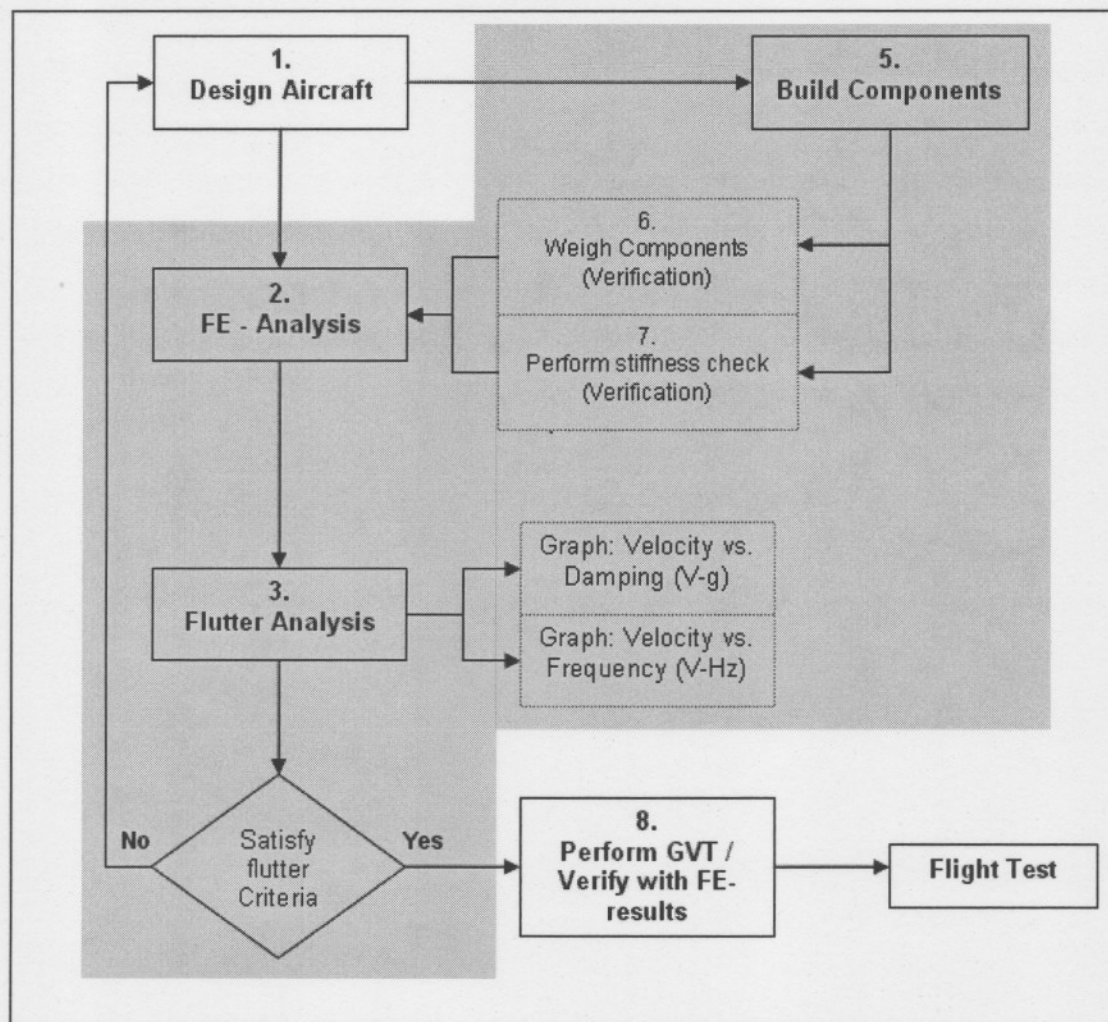 1.
Design Aircraft
5.
Build Components
6.
Weigh Components
(Verification)
2.
FE - Analysis
7.
Perform stiffness check
(Verification)
Graph: Velocity vs.
Damping (V-g)
3.
Flutter Analysis
Graph: Velocity vs.
Frequency (V-Hz)
No
Satisfy
flutter
Criteria
Yes
8.
Perform GVT /
Verify with FE-
results
Flight Test